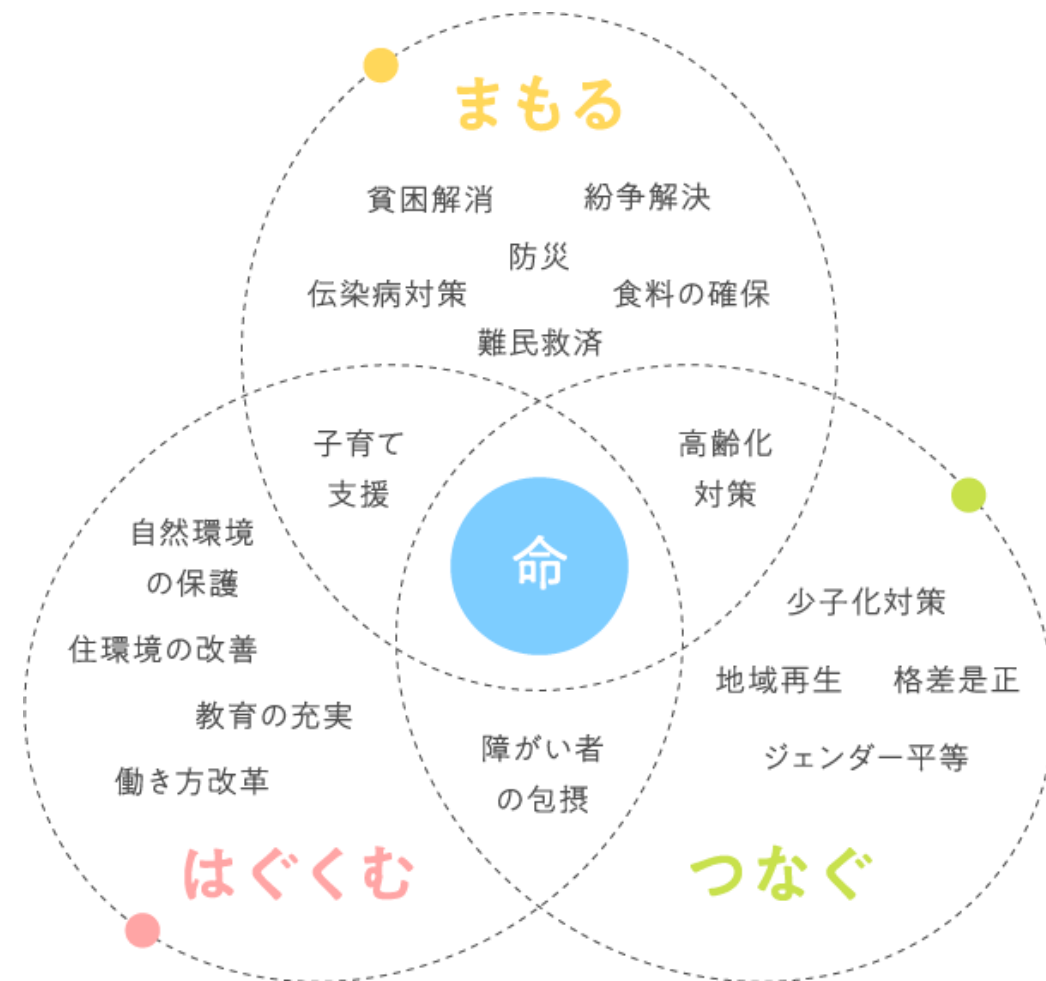 まもる
貧困解消
紛争解決
防災
伝染病対策
食料の確保
難民救済
子育て
支援
高齢化
対策
命
自然環境
の保護
住環境の改善
教育の充実
働き方改革
はぐくむ
障がい者
の包摂
少子化対策
地域再生
格差是正
ジェンダー平等
つなぐ